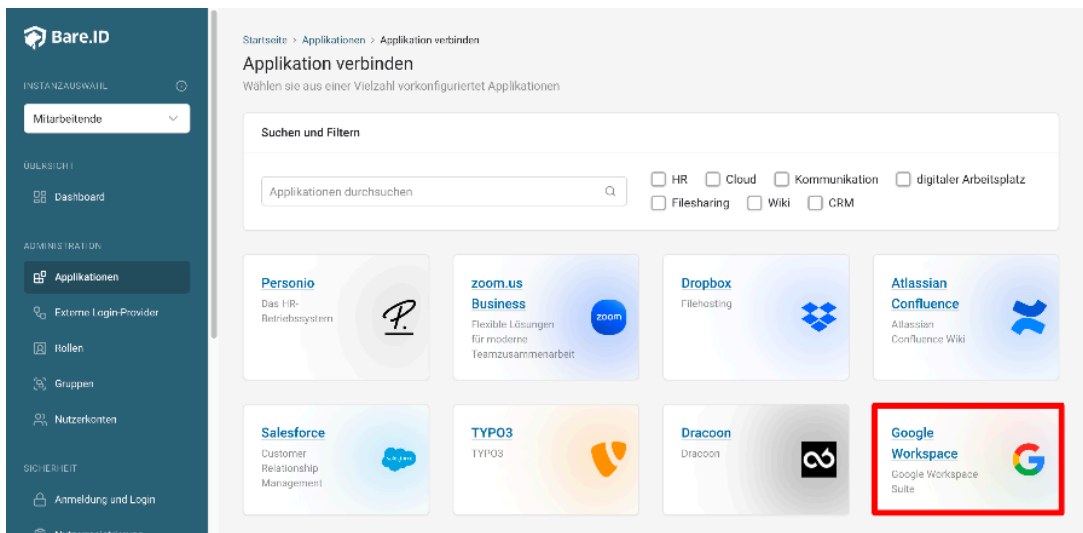 Bare.ID
INSTANZAUSWAHL
Mitarbeitende
ÜBERSICHT
Dashboard
ADMINISTRATION
Applikationen
Externe Login-Provider
Rollen
Gruppen
Nutzerkonten
SICHERHEIT
Anmeldung und Login
Startseite > Applikationen > Applikation verbinden
Applikation verbinden
Wählen sie aus einer Vielzahl vorkonfiguriertet Applikationen
Suchen und Filtern
Applikationen durchsuchen
HR Cloud Kommunikation digitaler Arbeitsplatz
Filesharing Wiki CRM
Personio
Das HR-
Betriebssystem
P.
zoom.us
Business
Flexible Lösungen
für moderne
Teamzusammenarbeit
zoom
Dropbox
Filehosting
Atlassian
Confluence
Atlassian
Confluence Wiki
Salesforce
Customer
Relationship
Management
salesforce
TYPO3
TYPO3
Dracoon
Dracoon
Google
Workspace
Google Workspace
Suite
G